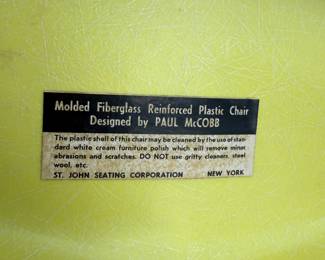 Molded Fiberglass Reinforced Plastic Chair
Designed by PAUL McCOBB
The plastic shell of this chair may be cleaned by the use of stan-
dard white cream furniture polish which will remove minor
abrasions and scratches. DO NOT use gritty cleaners, steel
wool, etc.
ST. JOHN SEATING CORPORATION NEW YORK